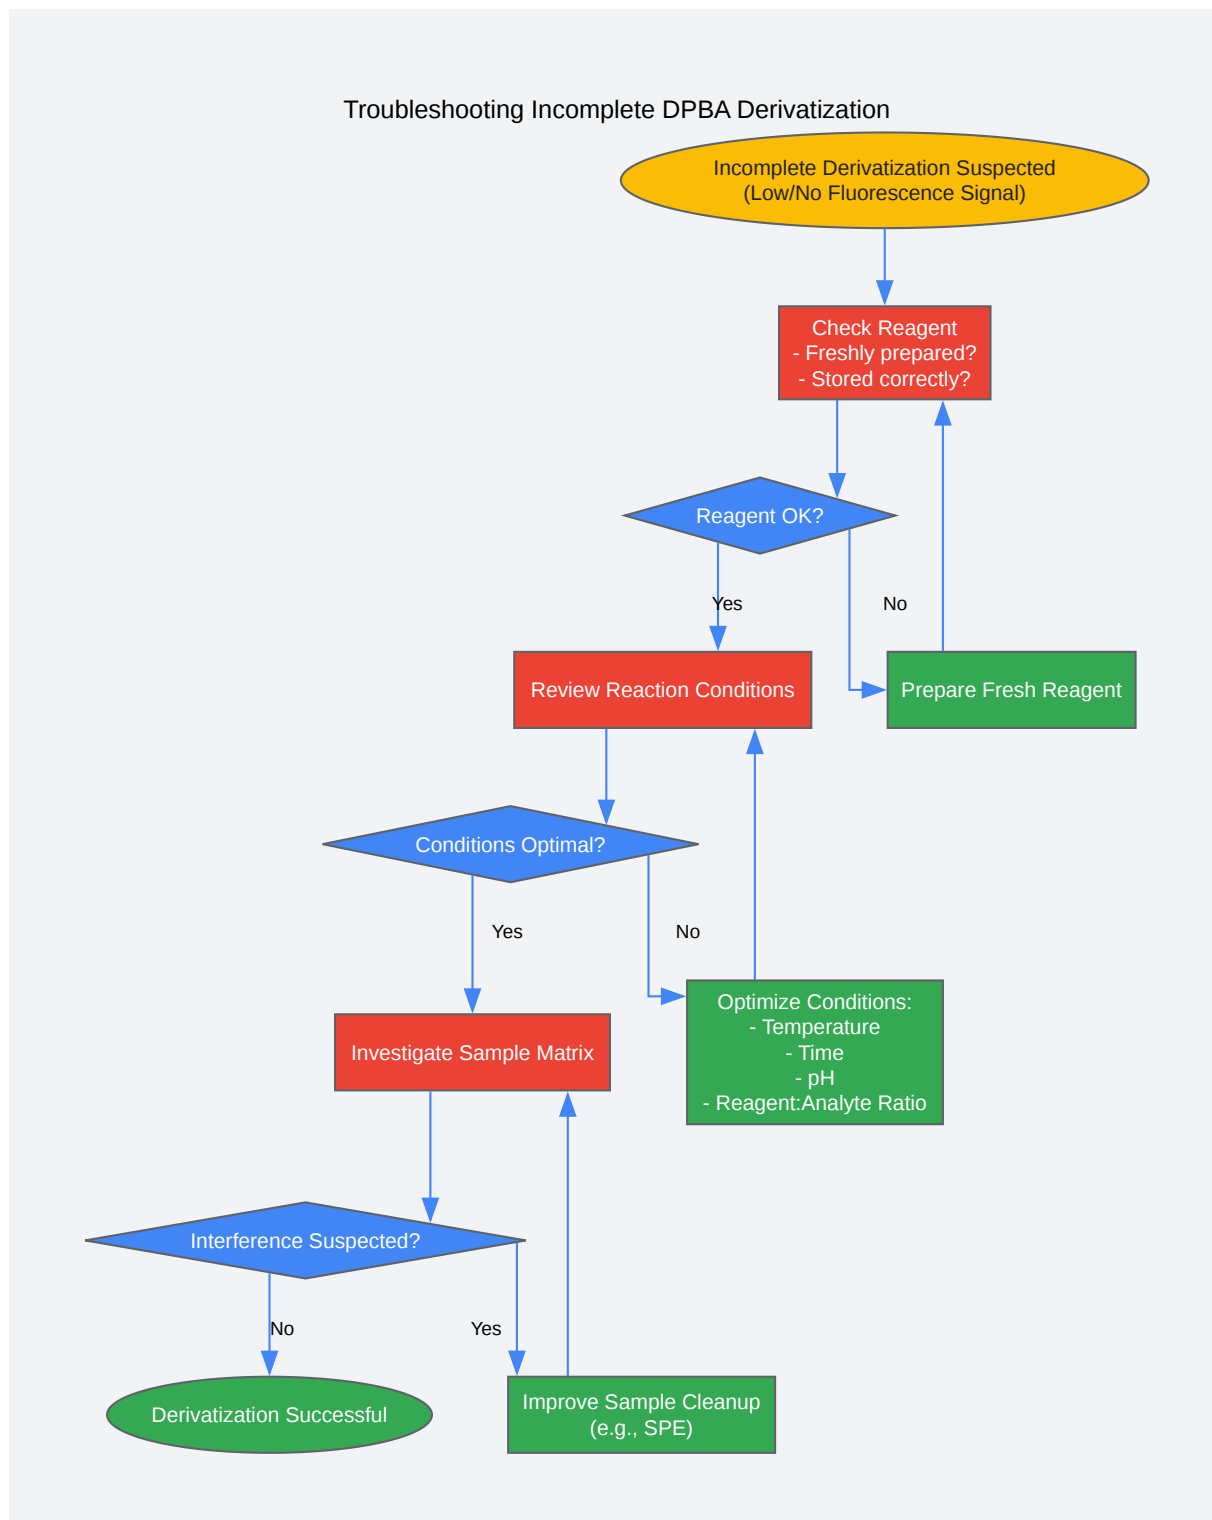 Troubleshooting Incomplete DPBA Derivatization
Incomplete Derivatization Suspected
(Low/No Fluorescence Signal)
Check Reagent
- Freshly prepared?
- Stored correctly?
Reagent OK?
Yes
No
Review Reaction Conditions
Prepare Fresh Reagent
Conditions Optimal?
Yes
No
Optimize Conditions:
- Temperature
- Time
- pH
- Reagent:Analyte Ratio
Investigate Sample Matrix
Interference Suspected?
No
Yes
Derivatization Successful
Improve Sample Cleanup
(e.g., SPE)